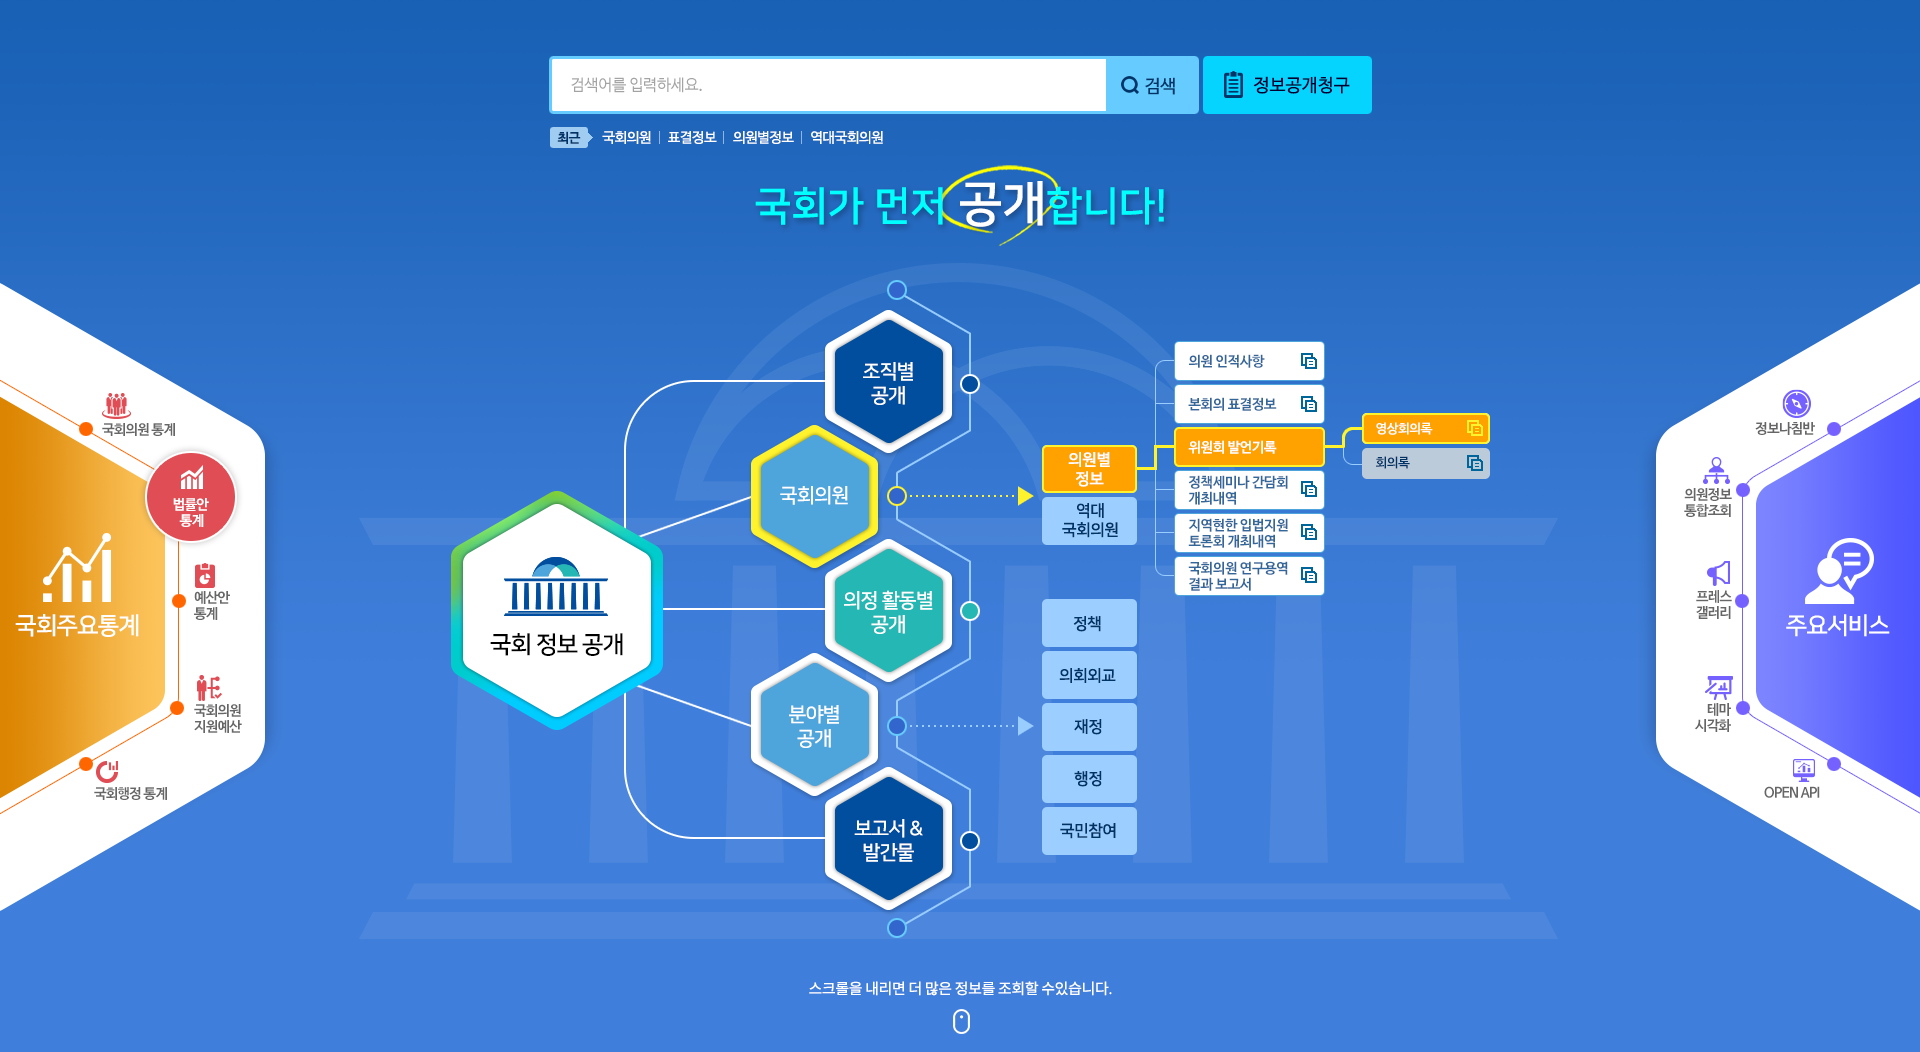 검색어를 입력하세요.
검색
정보공개청구
최근
국회의원
표결정보
의원별정보
역대국회의원
국회가 먼저 공개합니다!
국회의원 통계
법률안
통계
예산안
통계
국회의원
지원예산
국회행정 통계
국회주요통계
국회 정보 공개
조직별
공개
국회의원
의정 활동별
공개
분야별
공개
보고서 &
발간물
의원별
정보
역대
국회의원
의원 인적사항
본회의 표결정보
위원회 발언기록
정책세미나 간담회
개최내역
지역현한 입법지원
토론회 개최내역
국회의원 연구용역
결과 보고서
영상회의록
회의록
정책
의회외교
재정
행정
국민참여
정보나침반
의원정보
통합조회
프레스
갤러리
테마
시각화
OPEN API
주요서비스
스크롤을 내리면 더 많은 정보를 조회할 수있습니다.